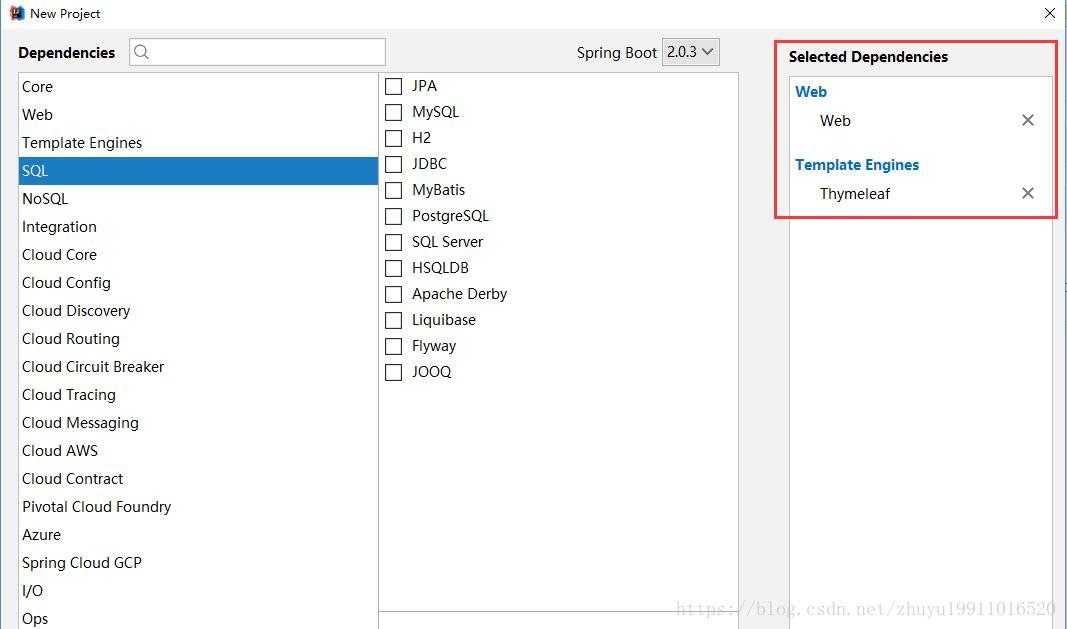 New Project
Dependencies
Spring Boot 2.0.3
Core
Web
Template Engines
SQL
NoSQL
Integration
Cloud Core
Cloud Config
Cloud Discovery
Cloud Routing
Cloud Circuit Breaker
Cloud Tracing
Cloud Messaging
Cloud AWS
Cloud Contract
Pivotal Cloud Foundry
Azure
Spring Cloud GCP
I/O
Ops
JPA
MySQL
H2
JDBC
MyBatis
PostgreSQL
SQL Server
HSQLDB
Apache Derby
Liquibase
Flyway
JOOQ
Selected Dependencies
Web
Web
Template Engines
Thymeleaf
https://blog.csdn.net/zhuyu19911016520